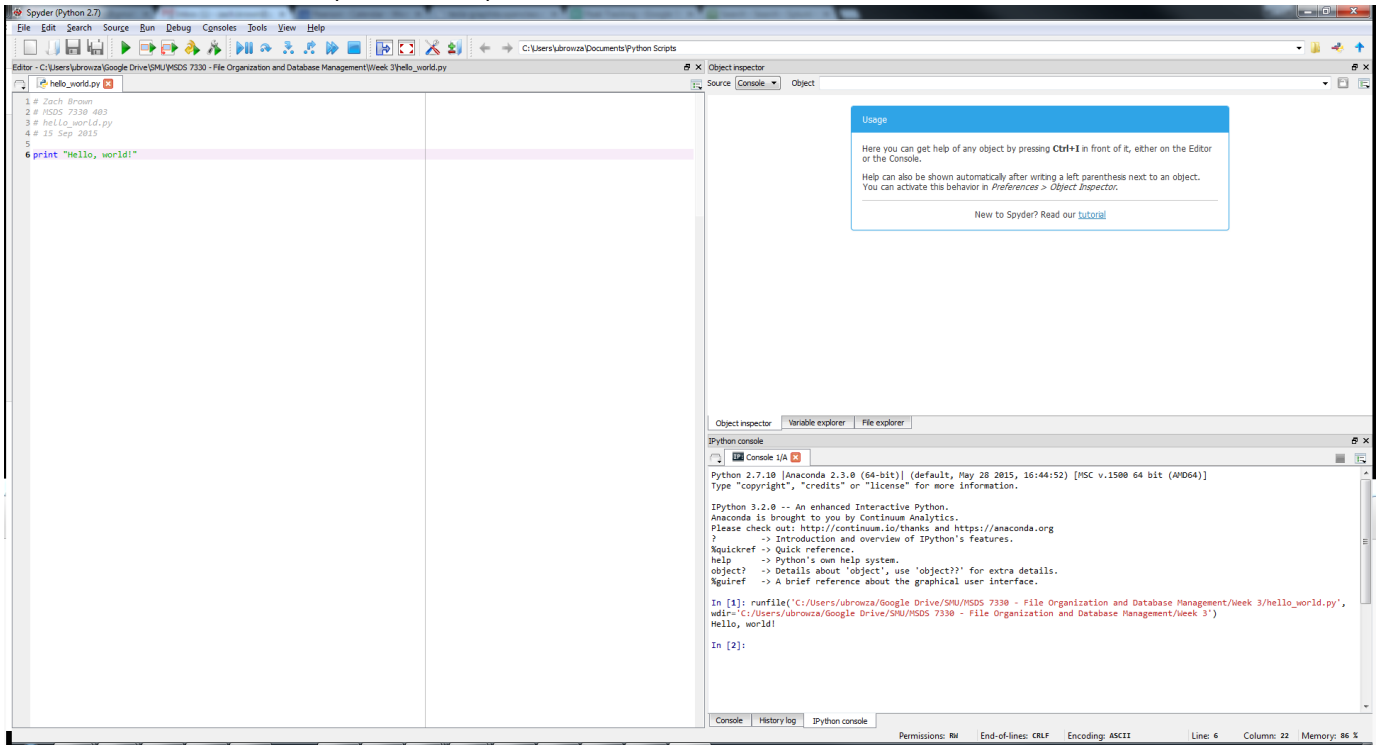 Spyder (Python 2.7)
File Edit Search Source Run Debug Consoles Tools View Help
C:\Users\ubrowza\Documents\Python Scripts
Editor - C:\Users\ubrowza\Google Drive\SMU\MSDS 7330 - File Organization and Database Management\Week 3\hello_world.py
hello_world.py
1 # Zach Brown
2 # MSDS 7330 403
3 # hello_world.py
4 # 15 Sep 2015
5
6 print "Hello, world!"
Object inspector
Source Console Object
Usage
Here you can get help of any object by pressing Ctrl+I in front of it, either on the Editor
or the Console.
Help can also be shown automatically after writing a left parenthesis next to an object.
You can activate this behavior in Preferences > Object Inspector.
New to Spyder? Read our tutorial
Object inspector Variable explorer File explorer
IPython console
Console 1/A
Python 2.7.10 |Anaconda 2.3.0 (64-bit)| (default, May 28 2015, 16:44:52) [MSC v.1500 64 bit (AMD64)]
Type "copyright", "credits" or "license" for more information.
IPython 3.2.0 -- An enhanced Interactive Python.
Anaconda is brought to you by Continuum Analytics.
Please check out: http://continuum.io/thanks and https://anaconda.org
? -> Introduction and overview of IPython's features.
%quickref -> Quick reference.
help -> Python's own help system.
object? -> Details about 'object', use 'object??' for extra details.
%guiref -> A brief reference about the graphical user interface.
In [1]: runfile('C:/Users/ubrowza/Google Drive/SMU/MSDS 7330 - File Organization and Database Management/Week 3/hello_world.py',
wdir='C:/Users/ubrowza/Google Drive/SMU/MSDS 7330 - File Organization and Database Management/Week 3')
Hello, world!
In [2]:
Console History log IPython console
Permissions: RW End-of-lines: CRLF Encoding: ASCII Line: 6 Column: 22 Memory: 86 %